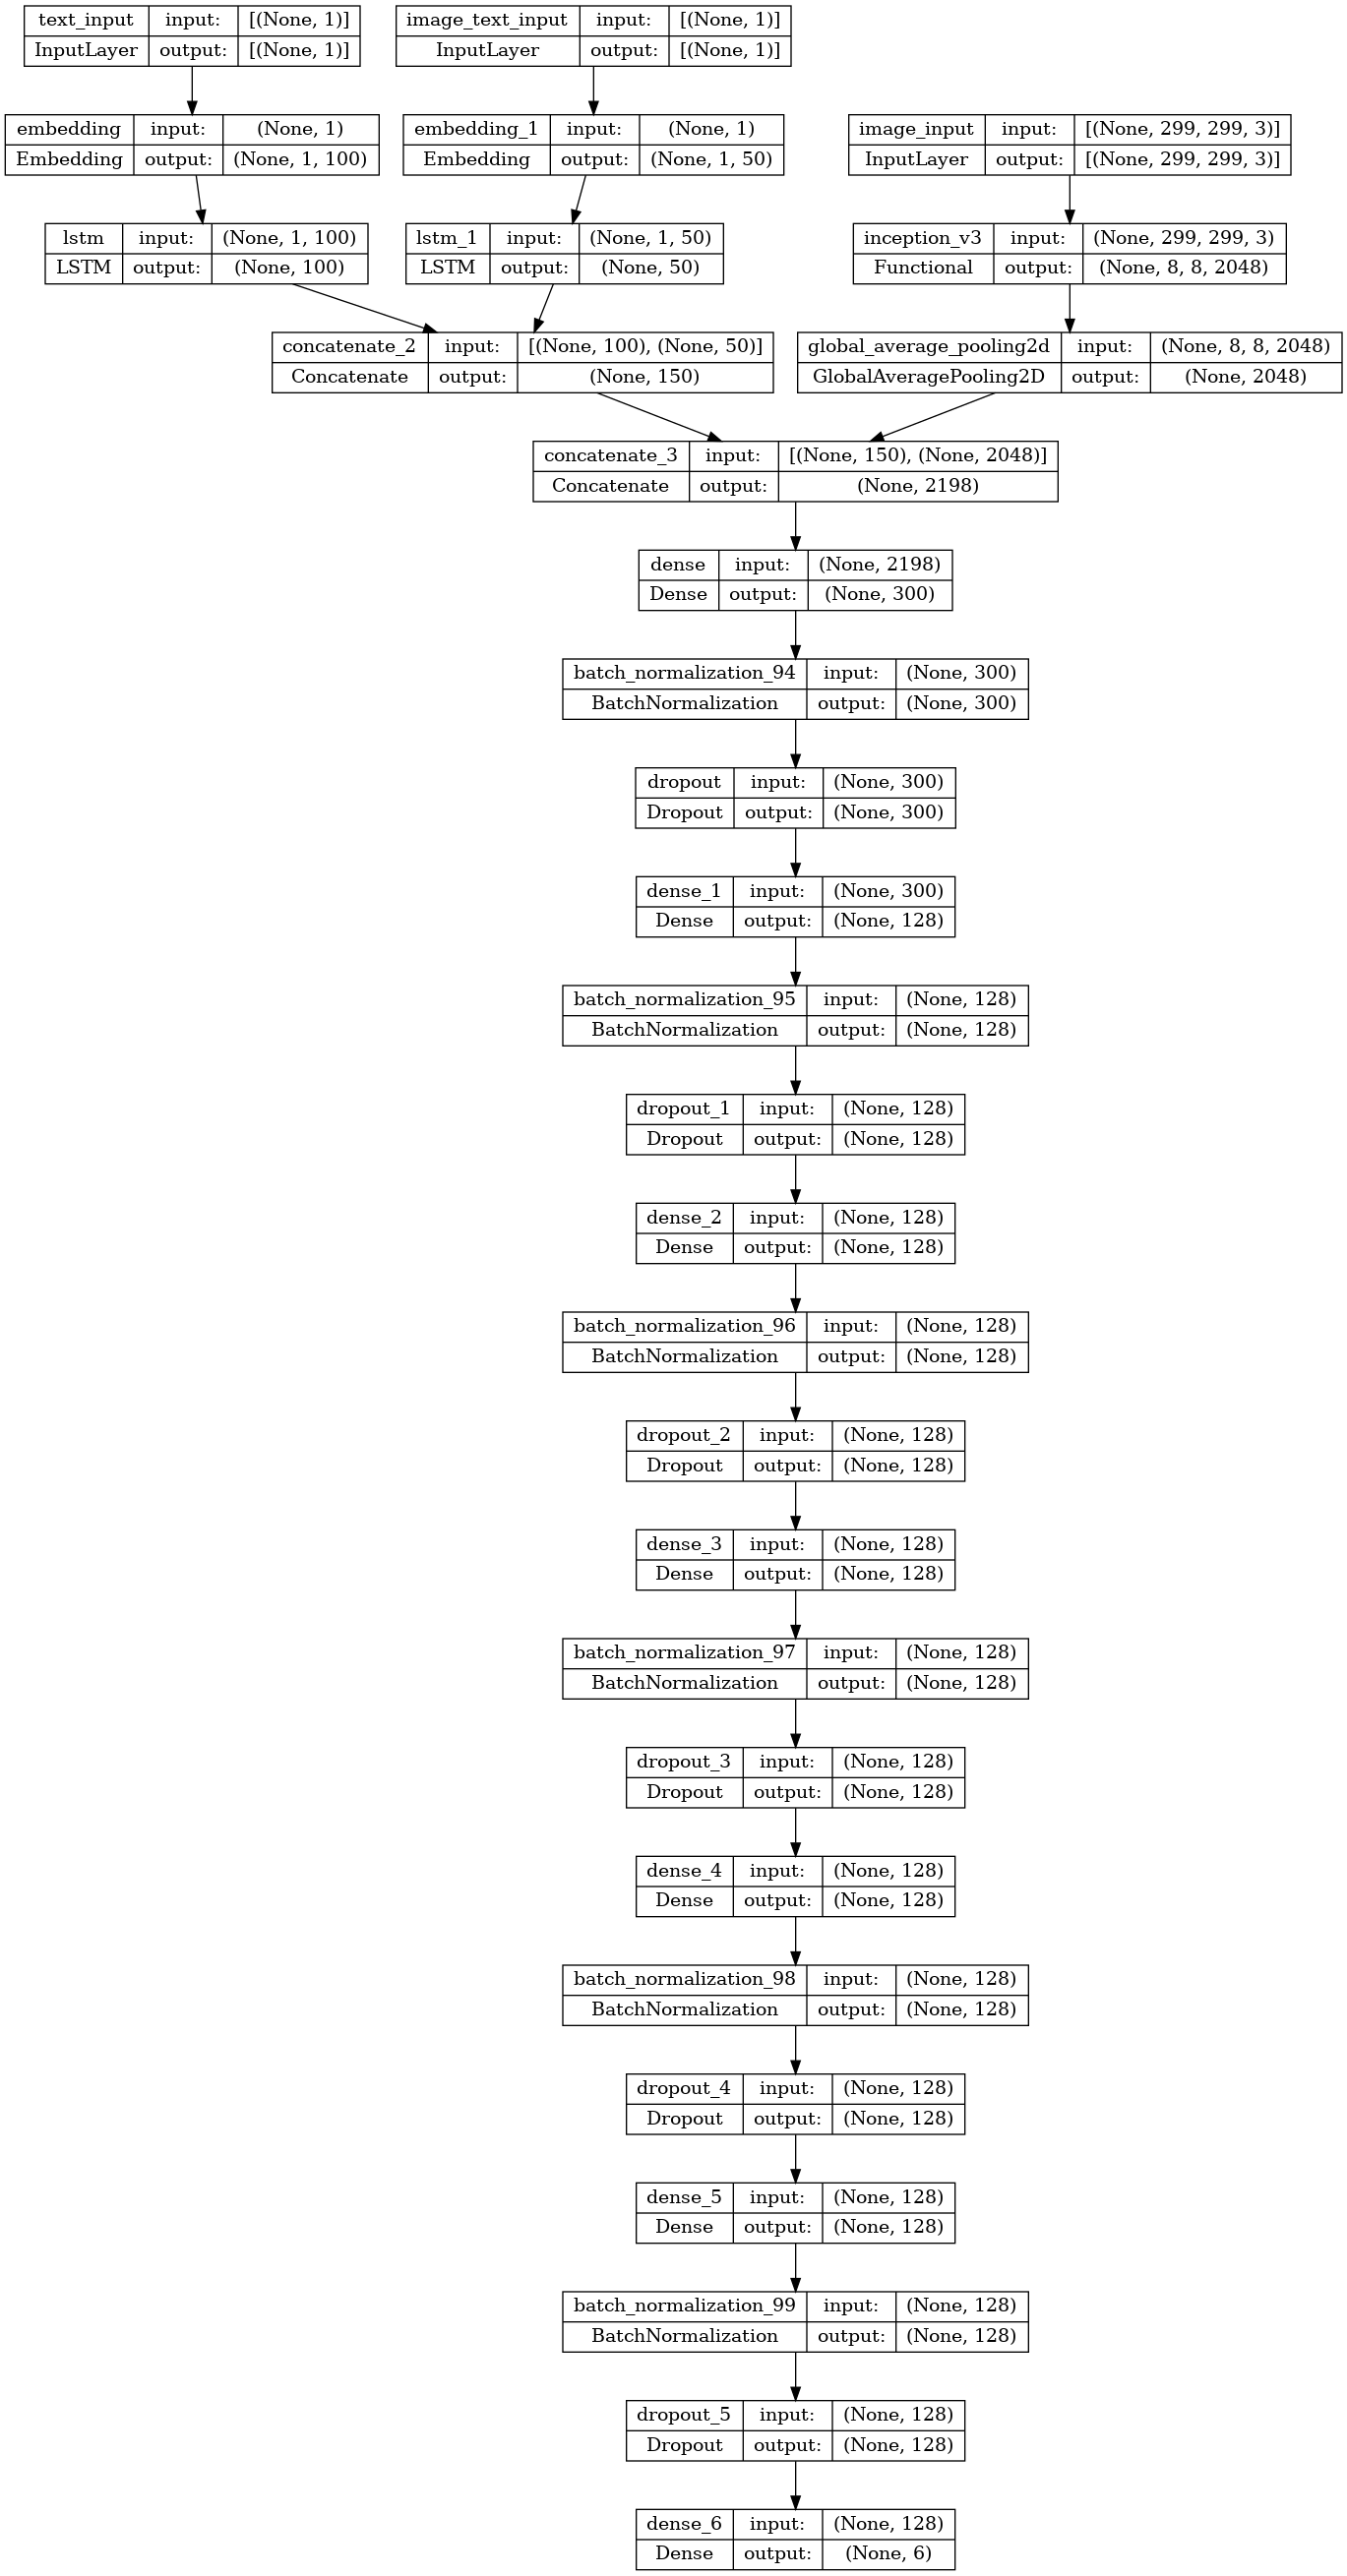 text_input input: [(None, 1)]
InputLayer output: [(None, 1)]
image_text_input input: [(None, 1)]
InputLayer output: [(None, 1)]
embedding input: (None, 1)
Embedding output: (None, 1, 100)
embedding_1 input: (None, 1)
Embedding output: (None, 1, 50)
image_input input: [(None, 299, 299, 3)]
InputLayer output: [(None, 299, 299, 3)]
lstm input: (None, 1, 100)
LSTM output: (None, 100)
lstm_1 input: (None, 1, 50)
LSTM output: (None, 50)
inception_v3 input: (None, 299, 299, 3)
Functional output: (None, 8, 8, 2048)
concatenate_2 input: [(None, 100), (None, 50)]
Concatenate output: (None, 150)
global_average_pooling2d input: (None, 8, 8, 2048)
GlobalAveragePooling2D output: (None, 2048)
concatenate_3 input: [(None, 150), (None, 2048)]
Concatenate output: (None, 2198)
dense input: (None, 2198)
Dense output: (None, 300)
batch_normalization_94 input: (None, 300)
BatchNormalization output: (None, 300)
dropout input: (None, 300)
Dropout output: (None, 300)
dense_1 input: (None, 300)
Dense output: (None, 128)
batch_normalization_95 input: (None, 128)
BatchNormalization output: (None, 128)
dropout_1 input: (None, 128)
Dropout output: (None, 128)
dense_2 input: (None, 128)
Dense output: (None, 128)
batch_normalization_96 input: (None, 128)
BatchNormalization output: (None, 128)
dropout_2 input: (None, 128)
Dropout output: (None, 128)
dense_3 input: (None, 128)
Dense output: (None, 128)
batch_normalization_97 input: (None, 128)
BatchNormalization output: (None, 128)
dropout_3 input: (None, 128)
Dropout output: (None, 128)
dense_4 input: (None, 128)
Dense output: (None, 128)
batch_normalization_98 input: (None, 128)
BatchNormalization output: (None, 128)
dropout_4 input: (None, 128)
Dropout output: (None, 128)
dense_5 input: (None, 128)
Dense output: (None, 128)
batch_normalization_99 input: (None, 128)
BatchNormalization output: (None, 128)
dropout_5 input: (None, 128)
Dropout output: (None, 128)
dense_6 input: (None, 128)
Dense output: (None, 6)